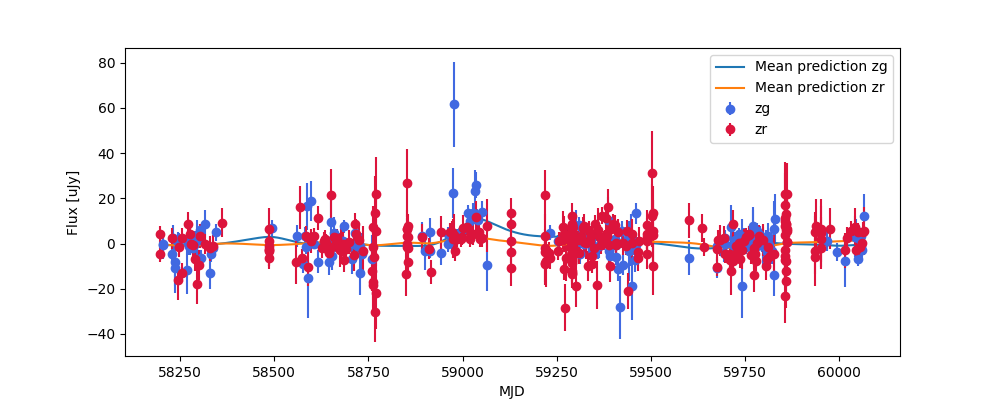 80
60
40
20
0
−20
−40
Flux [uJy]
58250
58500
58750
59000
59250
59500
59750
60000
MJD
Mean prediction zg
Mean prediction zr
zg
zr